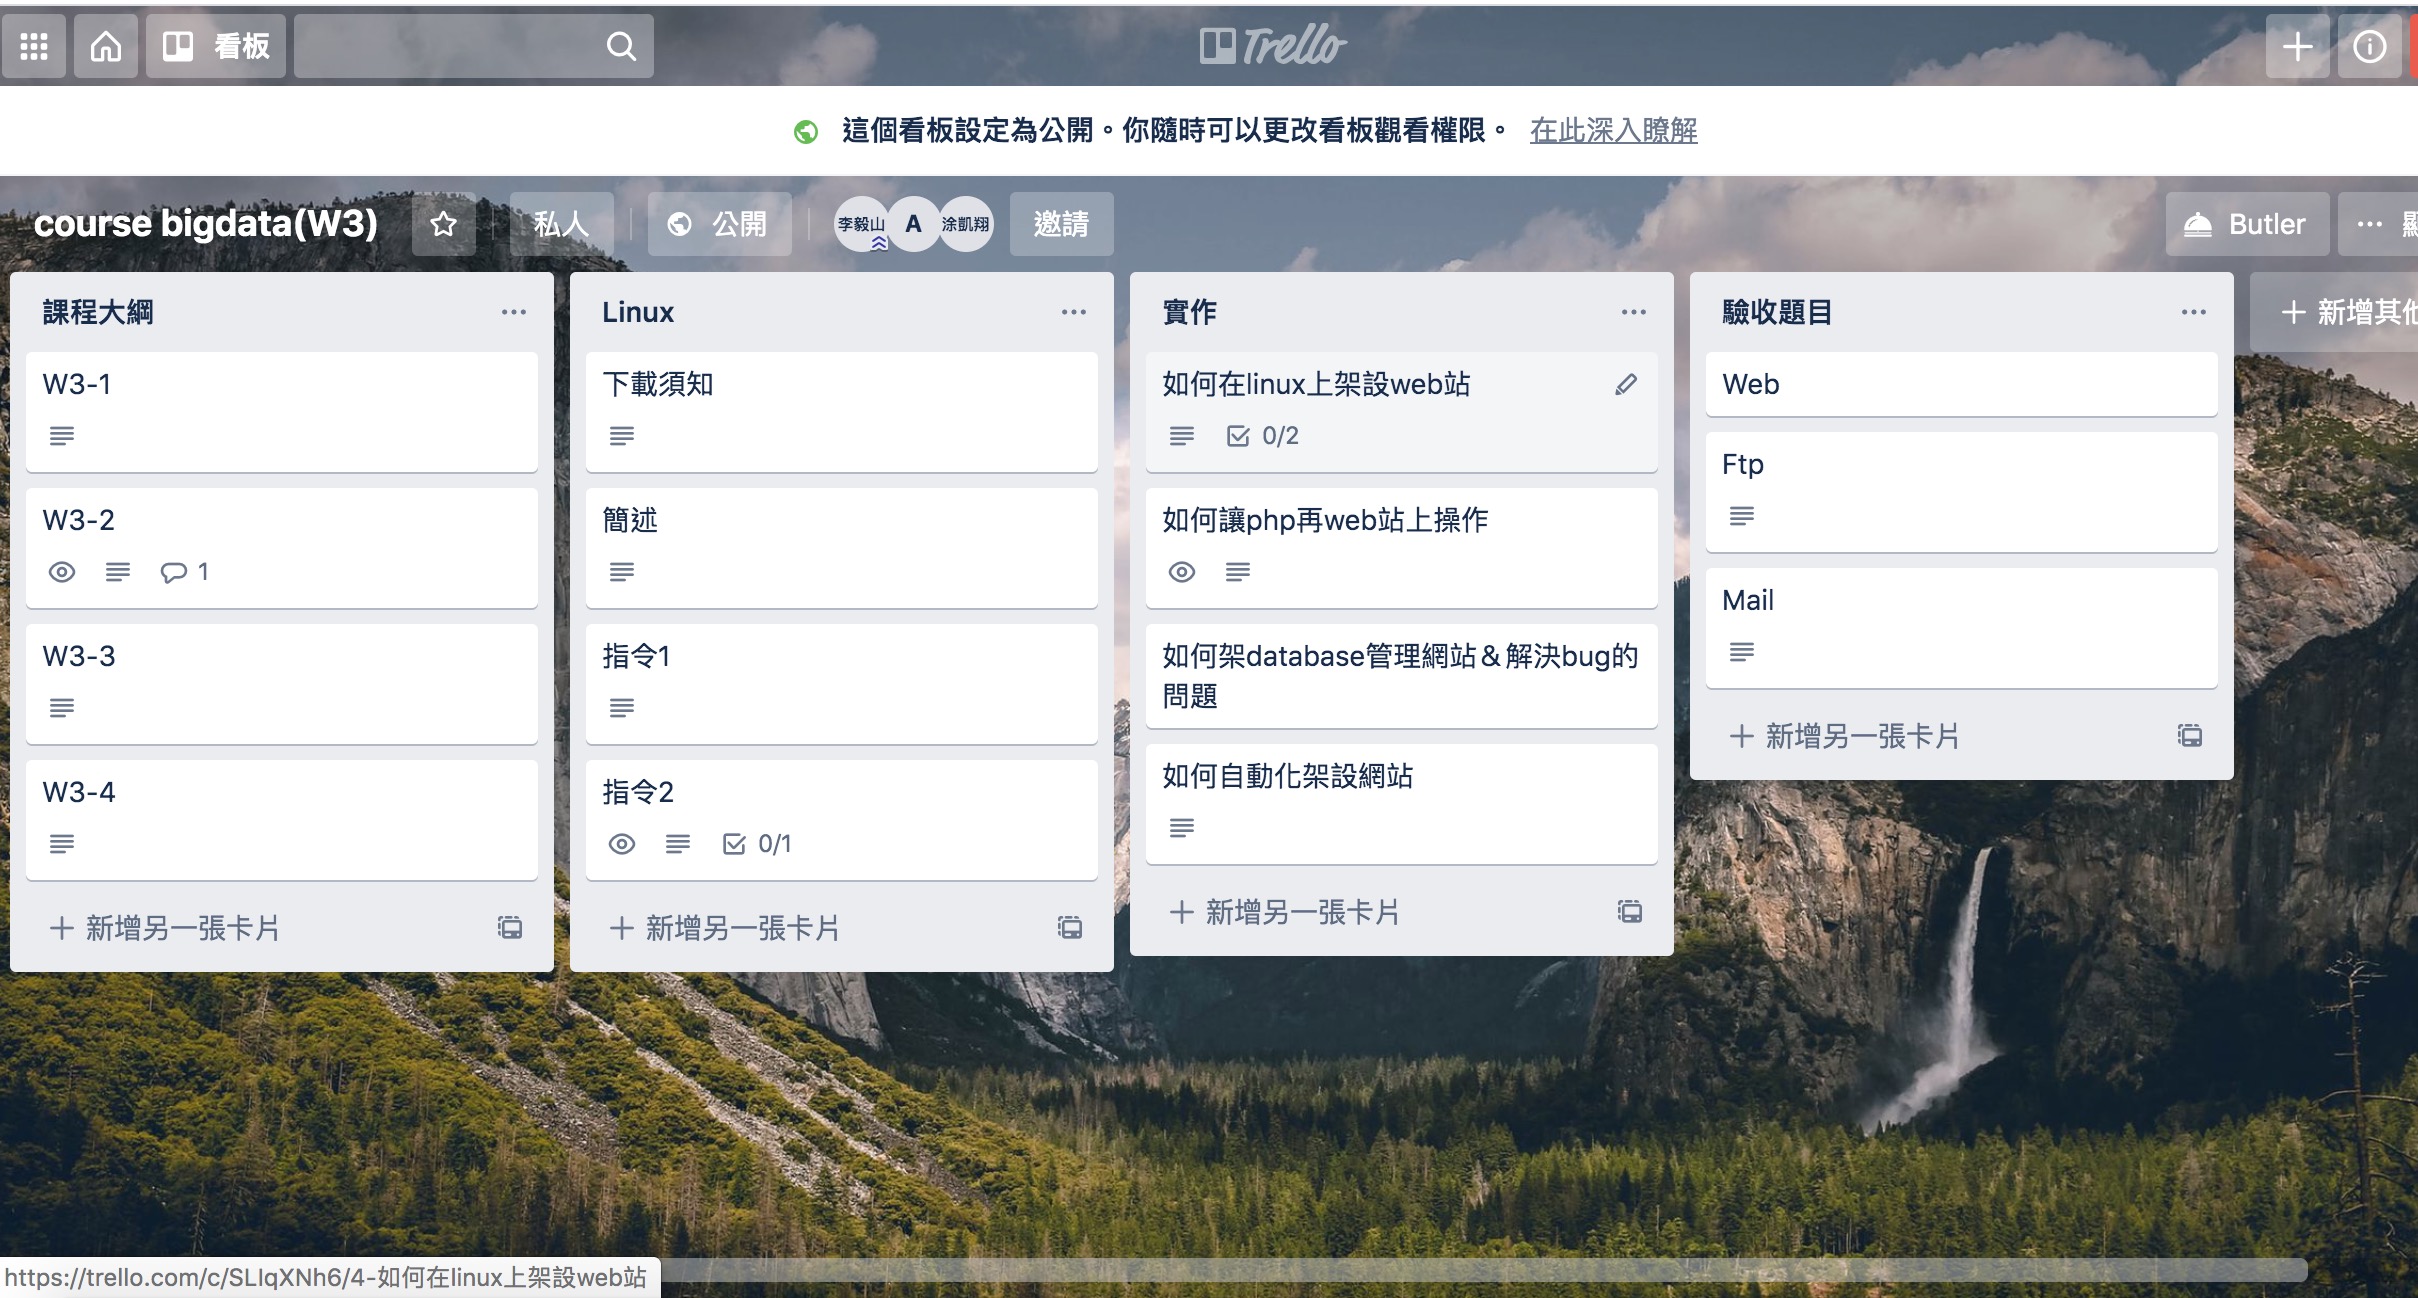 看板
Trello
這個看板設定為公開。你隨時可以更改看板觀看權限。 在此深入瞭解
course bigdata(W3)
私人
公開
李毅山
A
涂凱翔
邀請
Butler
課程大綱
W3-1
W3-2
1
W3-3
W3-4
新增另一張卡片
Linux
下載須知
簡述
指令1
指令2
0/1
新增另一張卡片
實作
如何在linux上架設web站
0/2
如何讓php再web站上操作
如何架database管理網站＆解決bug的
問題
如何自動化架設網站
新增另一張卡片
驗收題目
Web
Ftp
Mail
新增另一張卡片
新增其他
https://trello.com/c/SLIqXNh6/4-如何在linux上架設web站